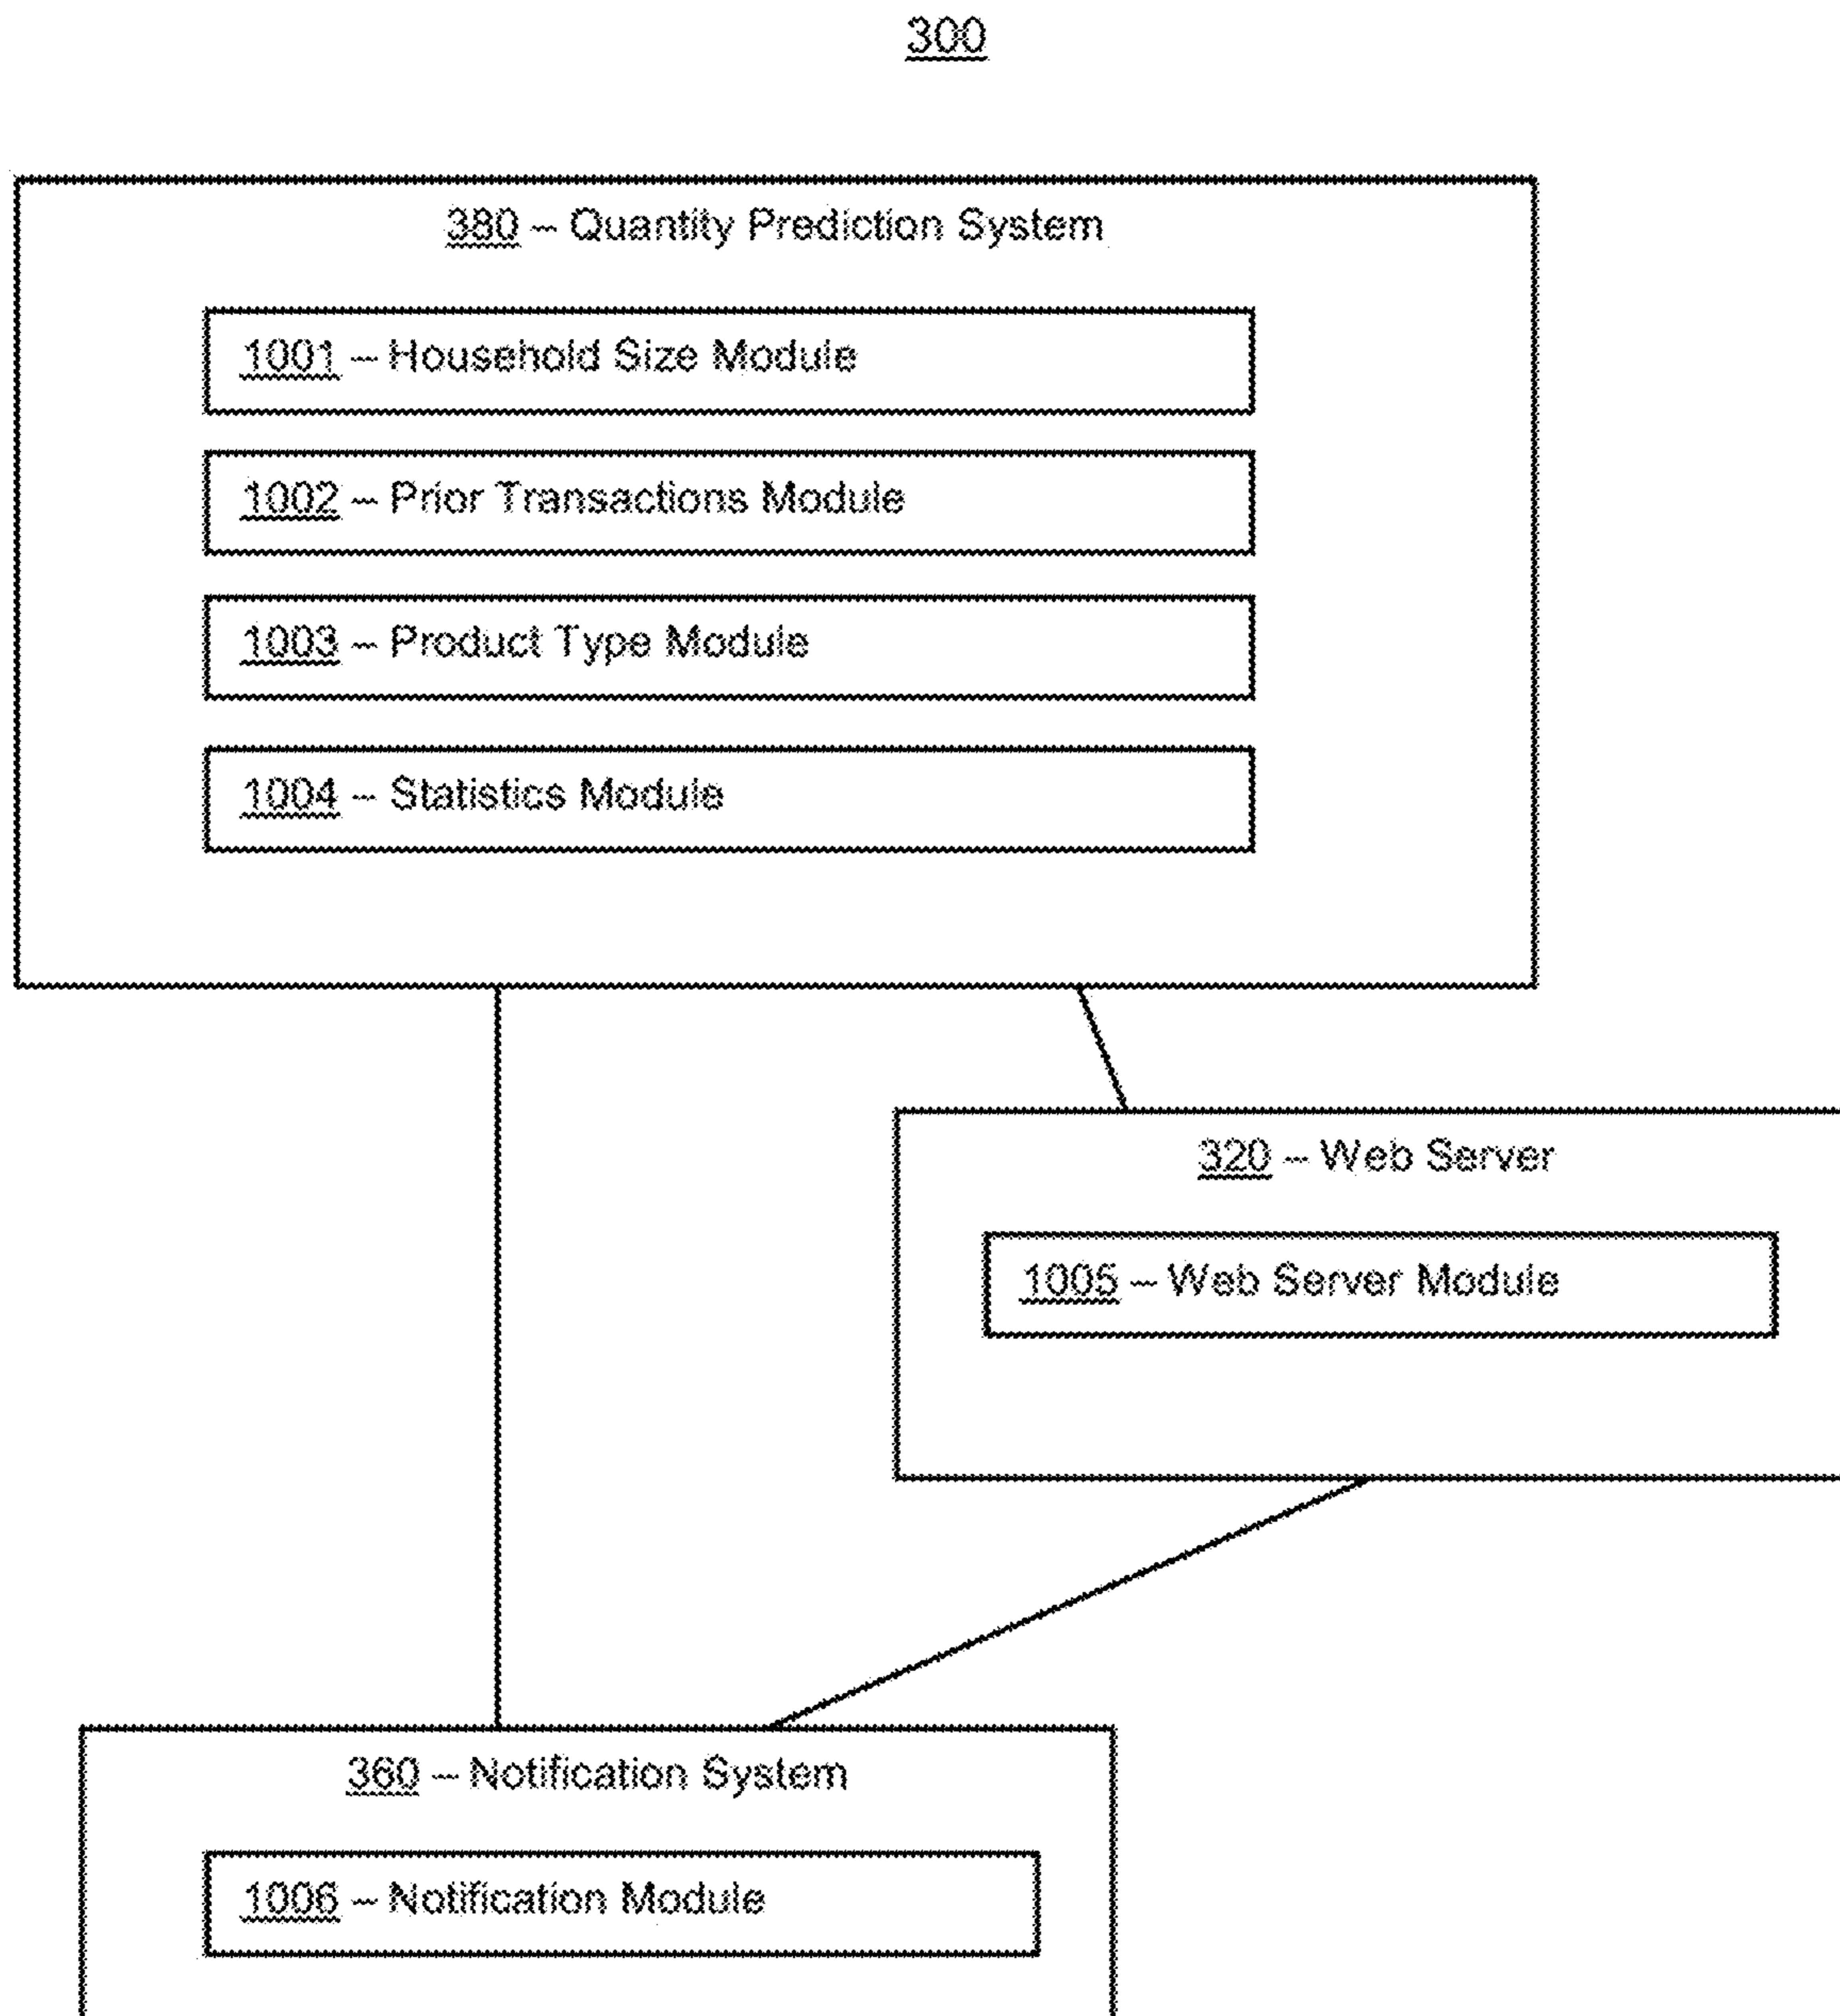 300
380 – Quantity Prediction System
1001 – Household Size Module
1002 – Prior Transactions Module
1003 – Product Type Module
1004 – Statistics Module
320 – Web Server
1005 – Web Server Module
360 – Notification System
1006 – Notification Module